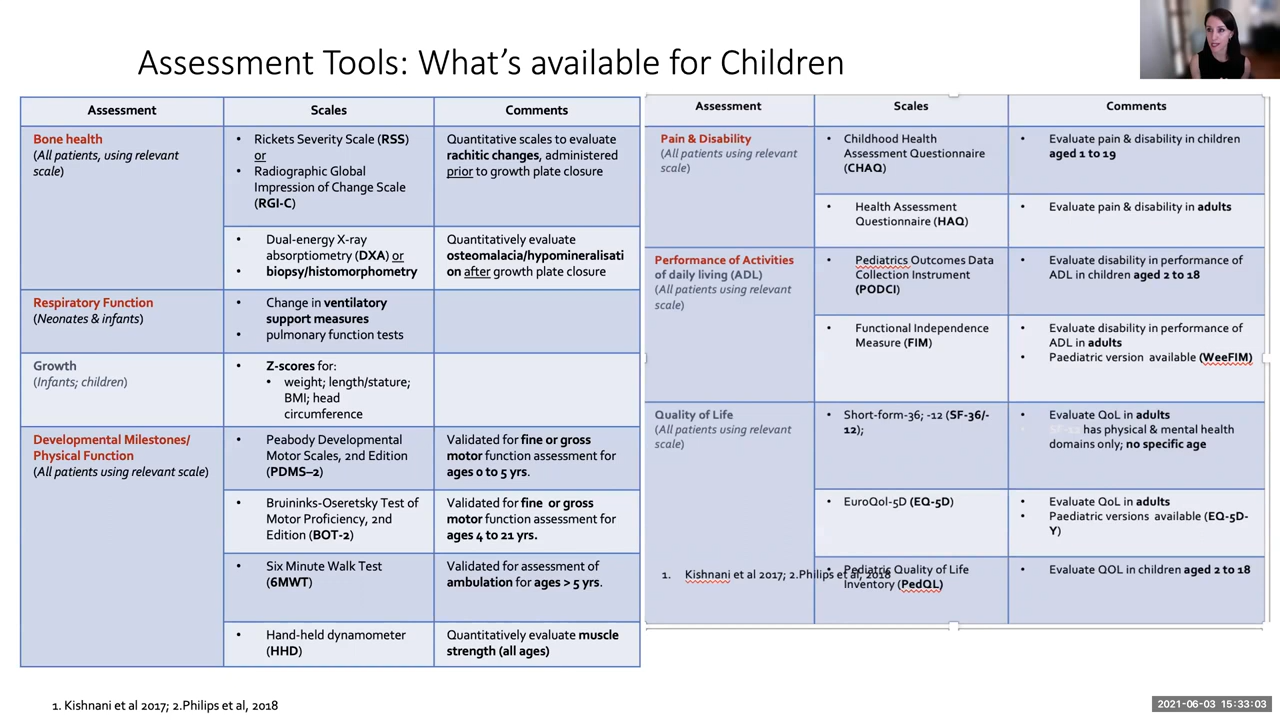 Assessment Tools: What's available for Children
Assessment
Scales
Comments
Bone health
(All patients, using relevant
scale)
• Rickets Severity Scale (RSS)
or
• Radiographic Global
Impression of Change Scale
(RGI-C)
Quantitative scales to evaluate
rachitic changes, administered
prior to growth plate closure
• Dual-energy X-ray
absorptiometry (DXA) or
• biopsy/histomorphometry
Quantitatively evaluate
osteomalacia/hypomineralisati
on after growth plate closure
Respiratory Function
(Neonates & infants)
• Change in ventilatory
support measures
• pulmonary function tests
Growth
(Infants; children)
• Z-scores for:
• weight; length/stature;
BMI; head
circumference
Developmental Milestones/
Physical Function
(All patients using relevant scale)
• Peabody Developmental
Motor Scales, 2nd Edition
(PDMS–2)
Validated for fine or gross
motor function assessment for
ages 0 to 5 yrs.
• Bruininks-Oseretsky Test of
Motor Proficiency, 2nd
Edition (BOT-2)
Validated for fine or gross
motor function assessment for
ages 4 to 21 yrs.
• Six Minute Walk Test
(6MWT)
Validated for assessment of
ambulation for ages > 5 yrs.
• Hand-held dynamometer
(HHD)
Quantitatively evaluate muscle
strength (all ages)
Assessment
Scales
Comments
Pain & Disability
(All patients using relevant
scale)
• Childhood Health
Assessment Questionnaire
(CHAQ)
• Evaluate pain & disability in children
aged 1 to 19
• Health Assessment
Questionnaire (HAQ)
• Evaluate pain & disability in adults
Performance of Activities
of daily living (ADL)
(All patients using relevant
scale)
• Pediatrics Outcomes Data
Collection Instrument
(PODCI)
• Evaluate disability in performance of
ADL in children aged 2 to 18
• Functional Independence
Measure (FIM)
• Evaluate disability in performance of
ADL in adults
• Paediatric version available (WeeFIM)
Quality of Life
(All patients using relevant
scale)
• Short-form-36; -12 (SF-36/-
12);
• Evaluate QoL in adults
• SF-12 has physical & mental health
domains only; no specific age
• EuroQol-5D (EQ-5D)
• Evaluate QoL in adults
• Paediatric versions available (EQ-5D-
Y)
• Pediatric Quality of Life
Inventory (PedQL)
• Evaluate QOL in children aged 2 to 18
1. Kishnani et al 2017; 2.Philips et al, 2018
1. Kishnani et al 2017; 2.Philips et al, 2018
2021-06-03 15:33:03